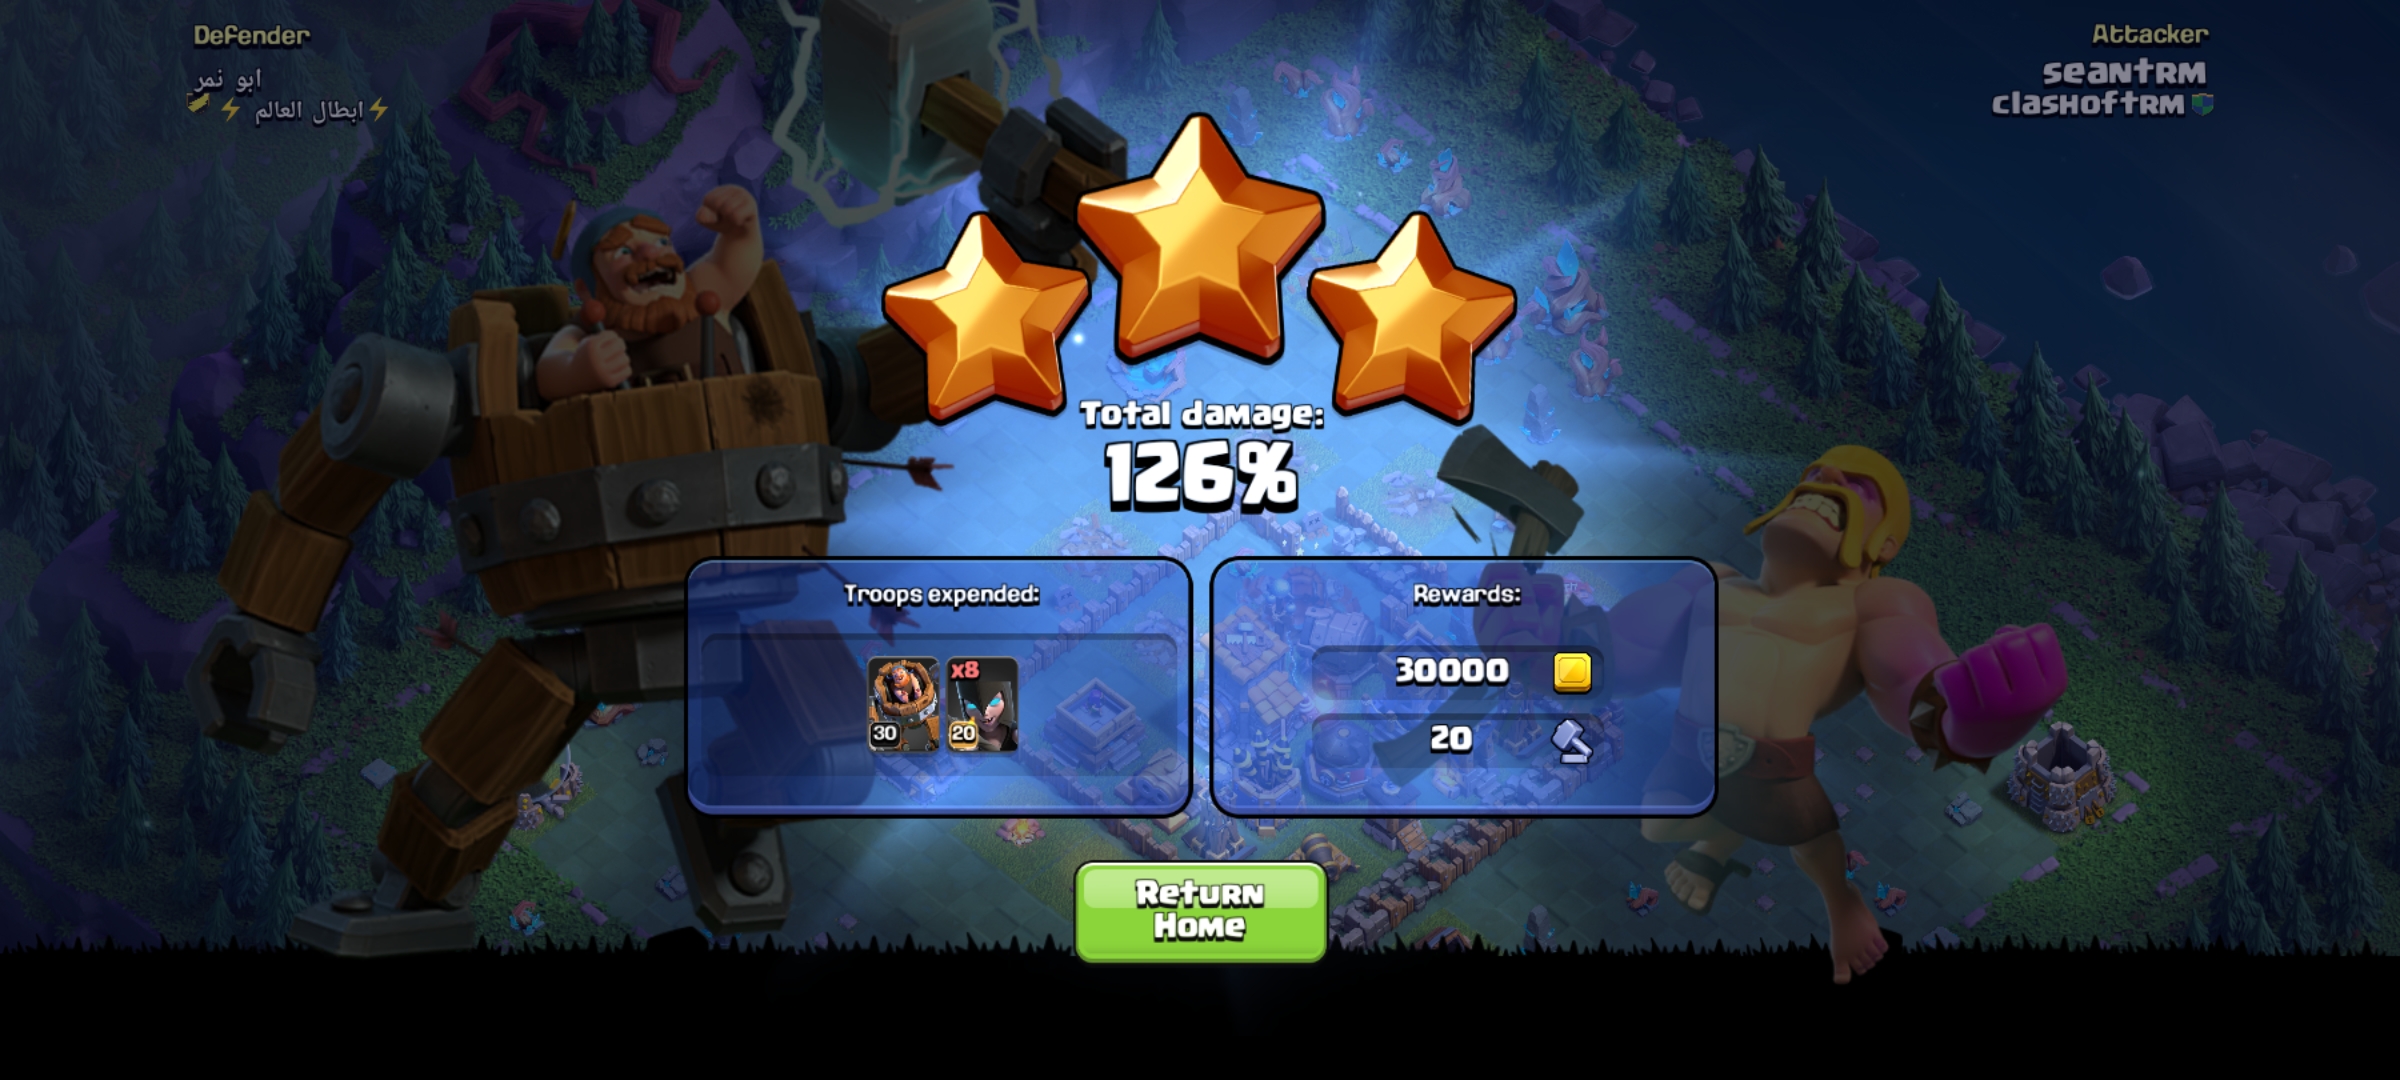 Defender
ابو نمر
⚡ابطال العالم ⚡
Attacker
seantrm
clashoftrm
Total damage:
126%
Troops expended:
30
x8
20
Rewards:
30000
20
Return
Home